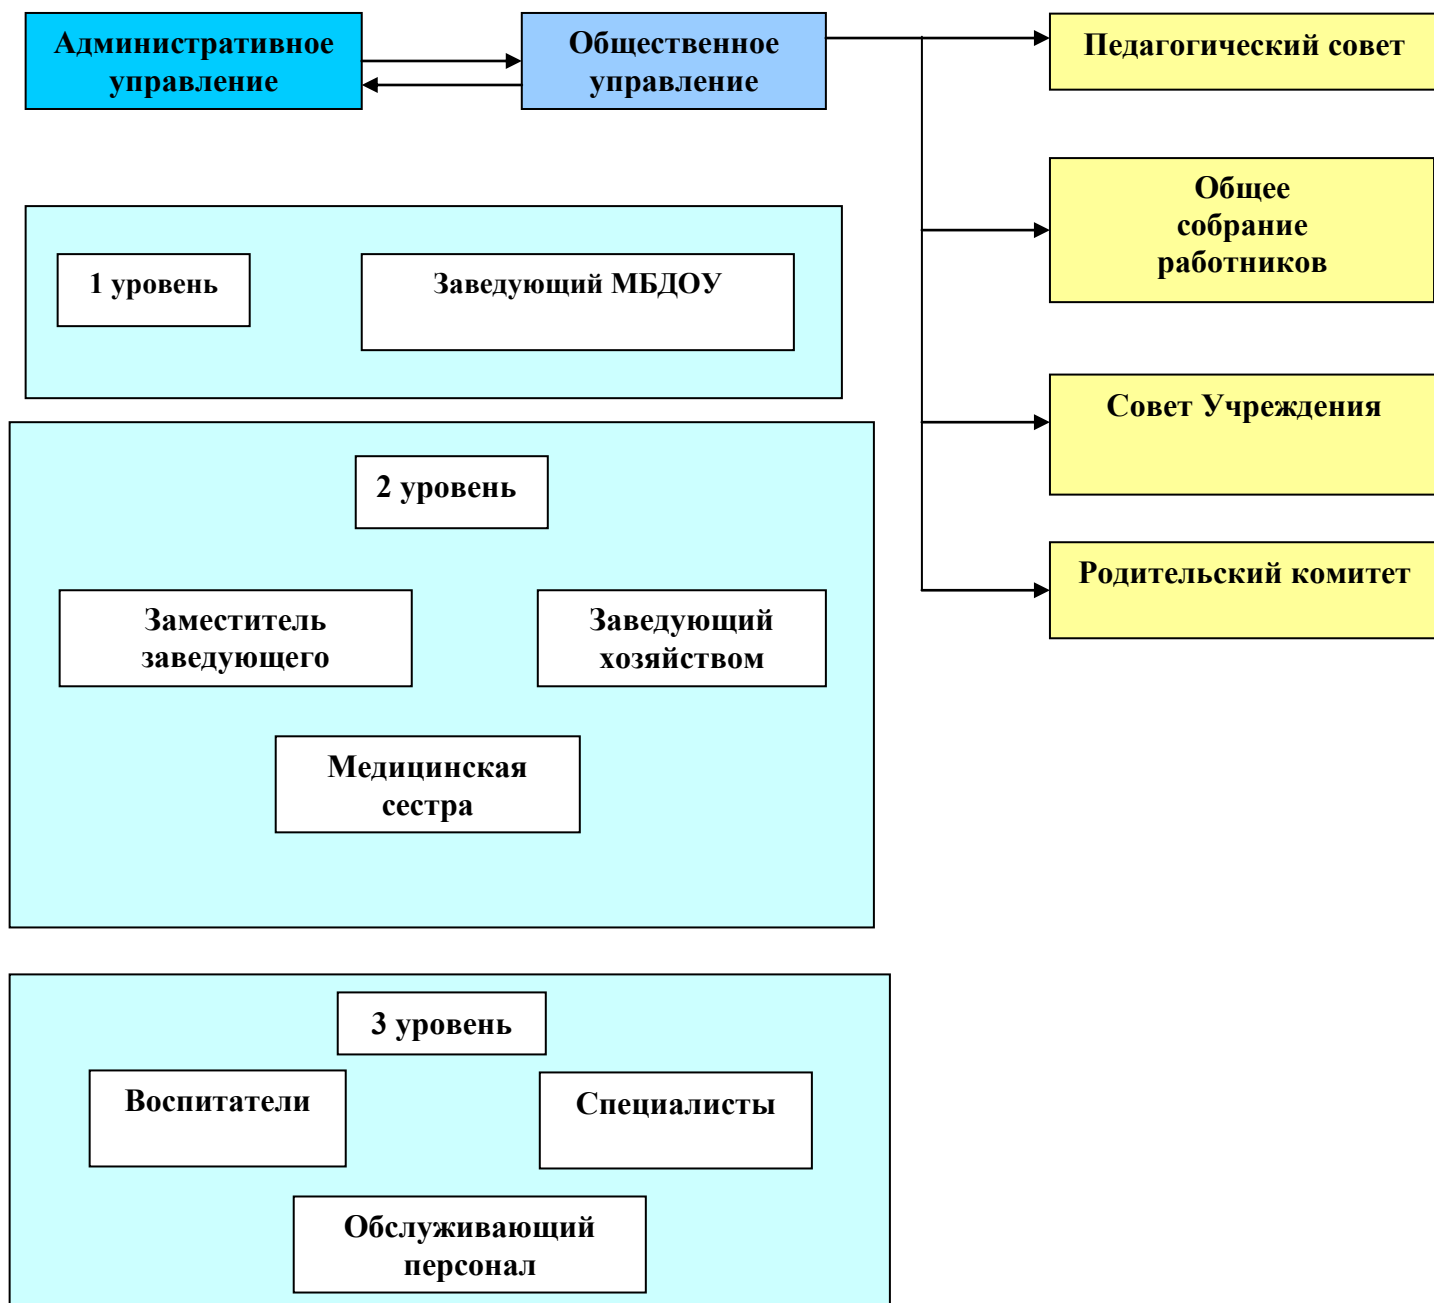 Административное
управление
Общественное
управление
Педагогический совет
Общее
собрание
работников
1 уровень
Заведующий МБДОУ
Совет Учреждения
2 уровень
Родительский комитет
Заместитель
заведующего
Заведующий
хозяйством
Медицинская
сестра
3 уровень
Воспитатели
Специалисты
Обслуживающий
персонал